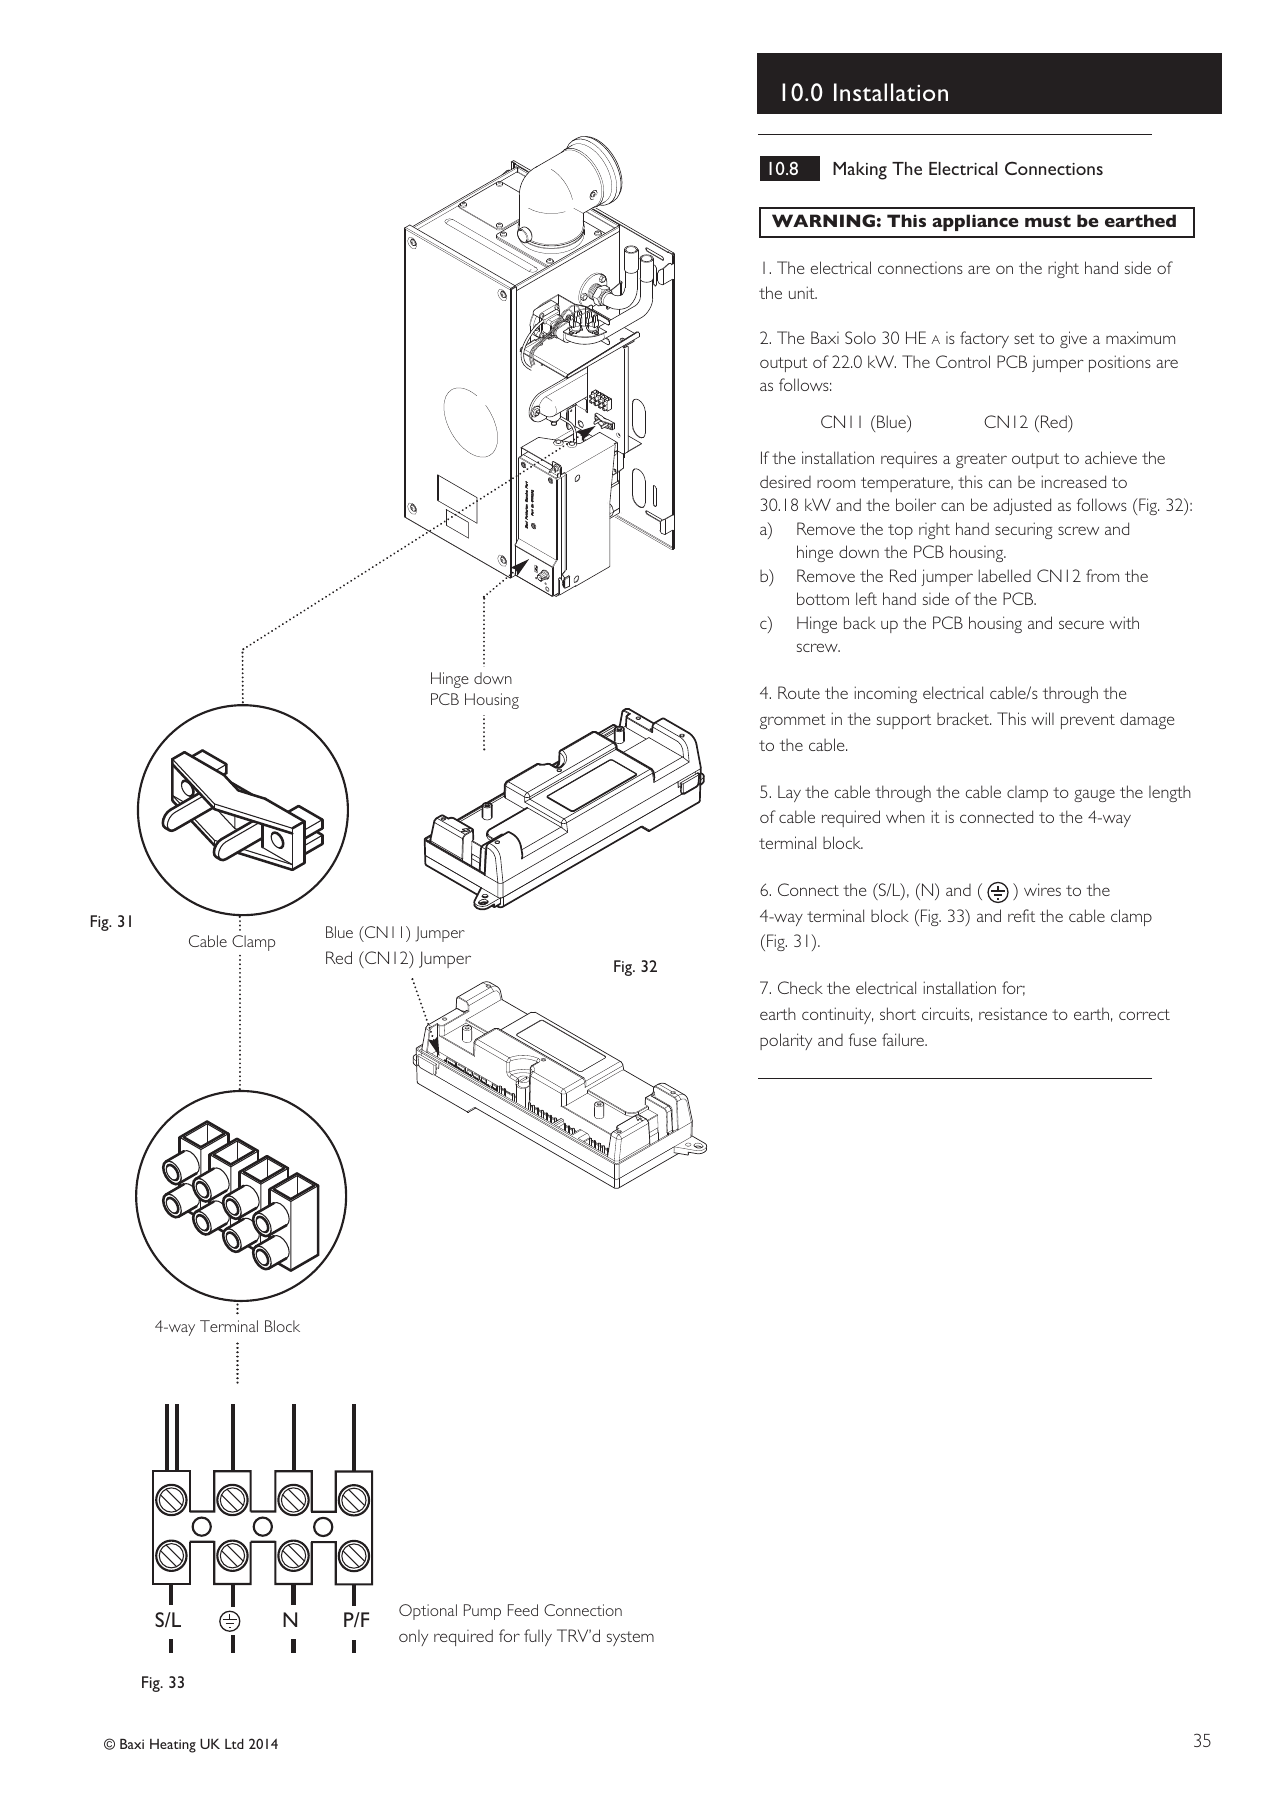 10.0 Installation
10.8 Making The Electrical Connections
WARNING: This appliance must be earthed
1. The electrical connections are on the right hand side of
the unit.
2. The Baxi Solo 30 HE A is factory set to give a maximum
output of 22.0 kW. The Control PCB jumper positions are
as follows:
CN11 (Blue) CN12 (Red)
If the installation requires a greater output to achieve the
desired room temperature, this can be increased to
30.18 kW and the boiler can be adjusted as follows (Fig. 32):
a) Remove the top right hand securing screw and
hinge down the PCB housing.
b) Remove the Red jumper labelled CN12 from the
bottom left hand side of the PCB.
c) Hinge back up the PCB housing and secure with
screw.
4. Route the incoming electrical cable/s through the
grommet in the support bracket. This will prevent damage
to the cable.
5. Lay the cable through the cable clamp to gauge the length
of cable required when it is connected to the 4-way
terminal block.
6. Connect the (S/L), (N) and ( ) wires to the
4-way terminal block (Fig. 33) and refit the cable clamp
(Fig. 31).
7. Check the electrical installation for;
earth continuity, short circuits, resistance to earth, correct
polarity and fuse failure.
Hinge down
PCB Housing
Fig. 31
Cable Clamp
Blue (CN11) Jumper
Red (CN12) Jumper
Fig. 32
4-way Terminal Block
S/L N P/F
Optional Pump Feed Connection
only required for fully TRV'd system
Fig. 33
© Baxi Heating UK Ltd 2014
35